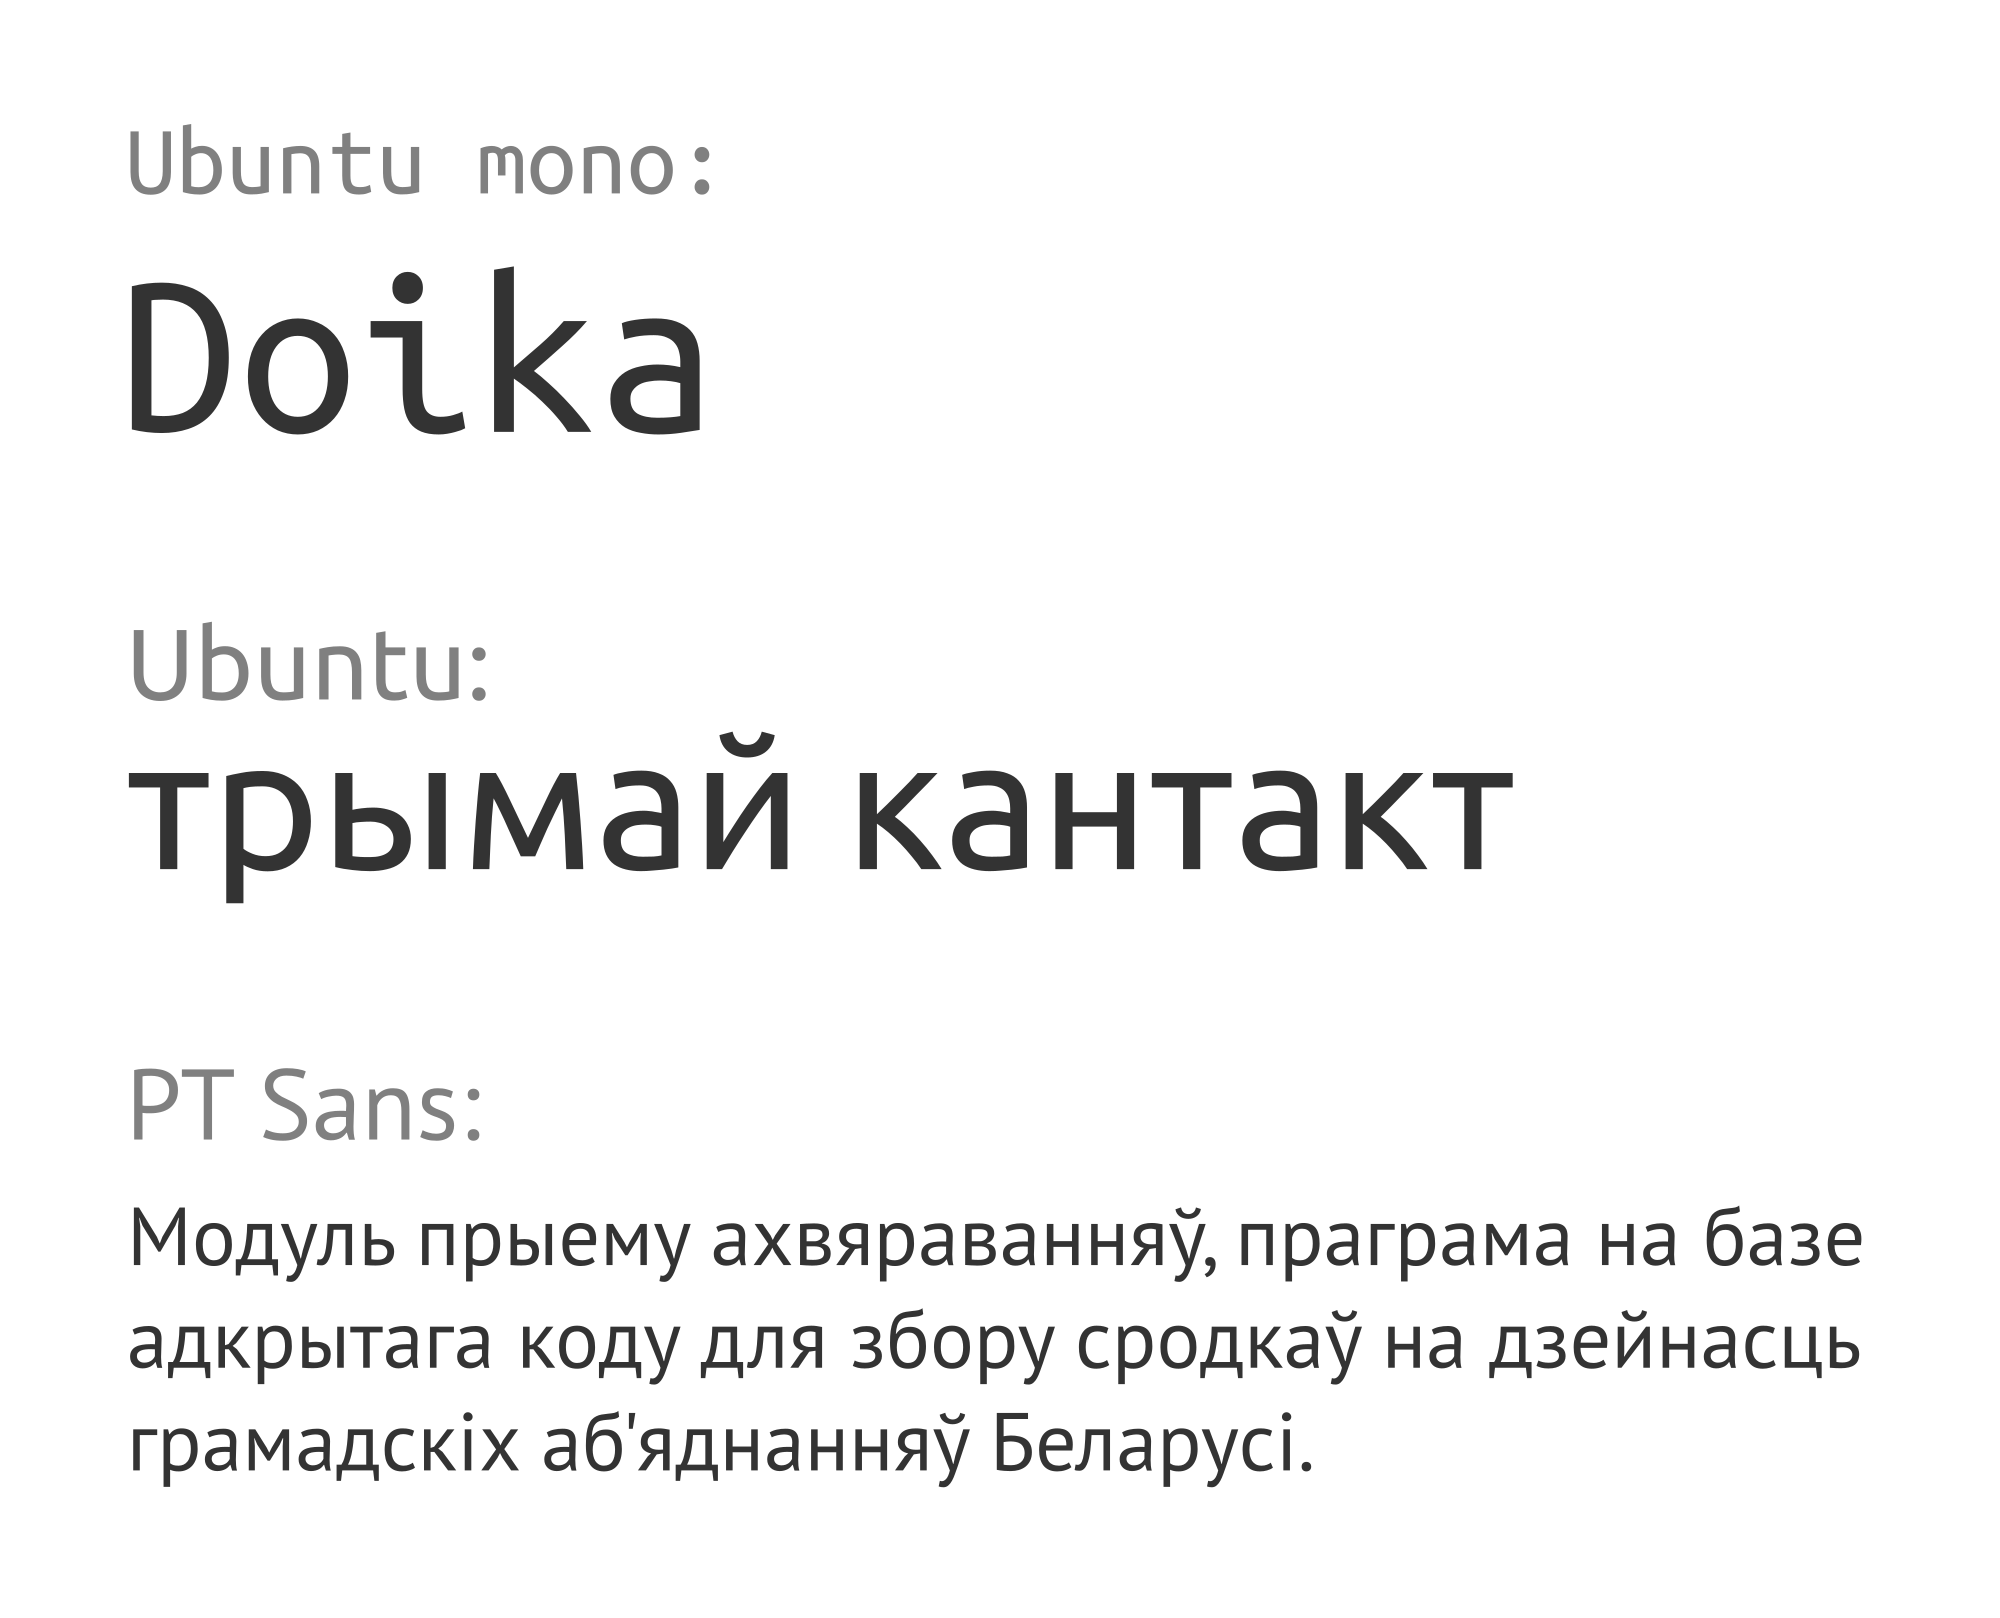 Ubuntu mono:
Doika
Ubuntu:
трымай кантакт
PT Sans:
Модуль прыему ахвяраванняў, праграма на базе
адкрытага коду для збору сродкаў на дзейнасць
грамадскіх аб'яднанняў Беларусі.